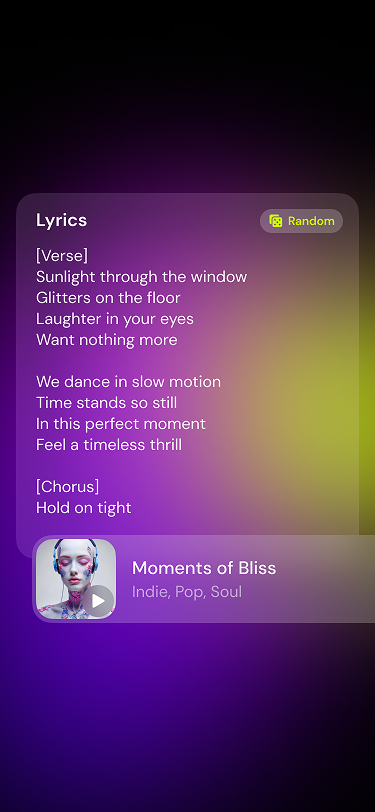 Lyrics
Random
[Verse]
Sunlight through the window
Glitters on the floor
Laughter in your eyes
Want nothing more
We dance in slow motion
Time stands so still
In this perfect moment
Feel a timeless thrill
[Chorus]
Hold on tight
Moments of Bliss
Indie, Pop, Soul